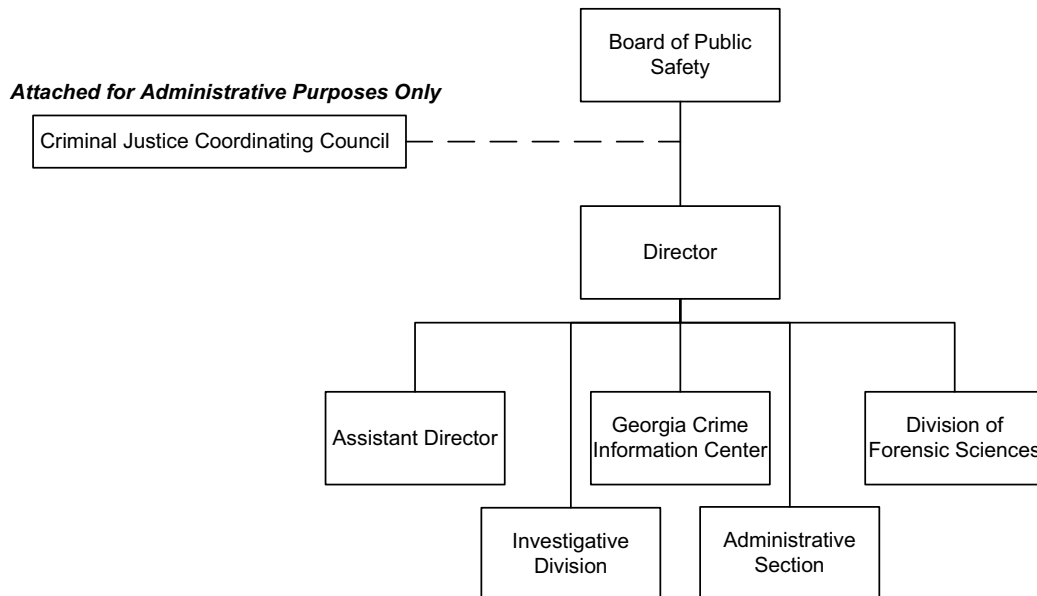 Board of Public
Safety
Attached for Administrative Purposes Only
Criminal Justice Coordinating Council
Director
Assistant Director
Georgia Crime
Information Center
Division of
Forensic Sciences
Investigative
Division
Administrative
Section